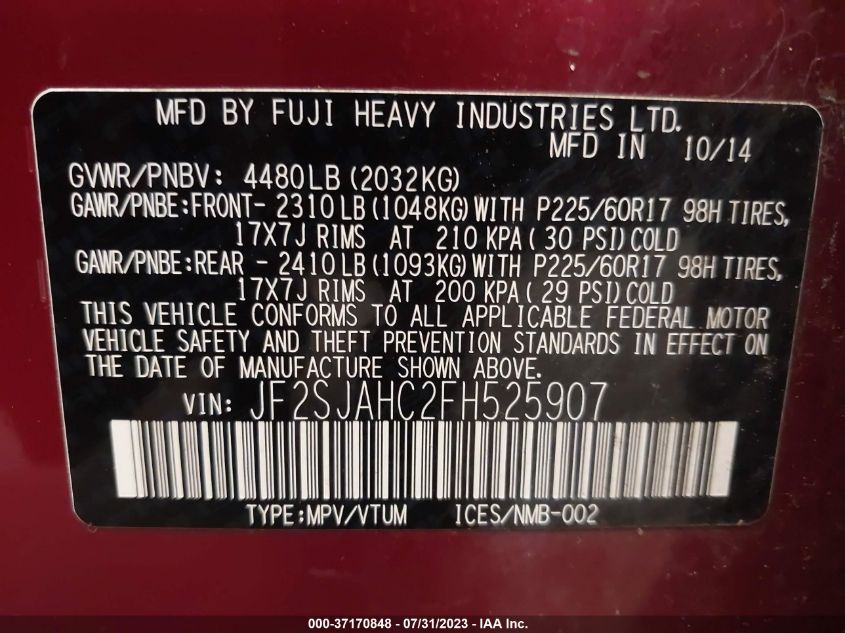 MFD BY FUJI HEAVY INDUSTRIES LTD.
MFD IN 10/14
GVWR/PNBV: 4480LB (2032KG)
GAWR/PNBE:FRONT- 2310LB (1048KG)WITH P225/60R17 98H TIRES,
17X7J RIMS AT 210 KPA( 30 PSI)COLD
GAWR/PNBE:REAR - 2410LB (1093KG)WITH P225/60R17 98H TIRES,
17X7J RIMS AT 200 KPA( 29 PSI)COLD
THIS VEHICLE CONFORMS TO ALL APPLICABLE FEDERAL MOTOR
VEHICLE SAFETY AND THEFT PREVENTION STANDARDS IN EFFECT ON
THE DATE OF MANUFACTURE SHOWN ABOVE.
VIN: JF2SJAHC2FH525907
TYPE:MPV/VTUM ICES/NMB-002
000-37170848 - 07/31/2023 - IAA Inc.